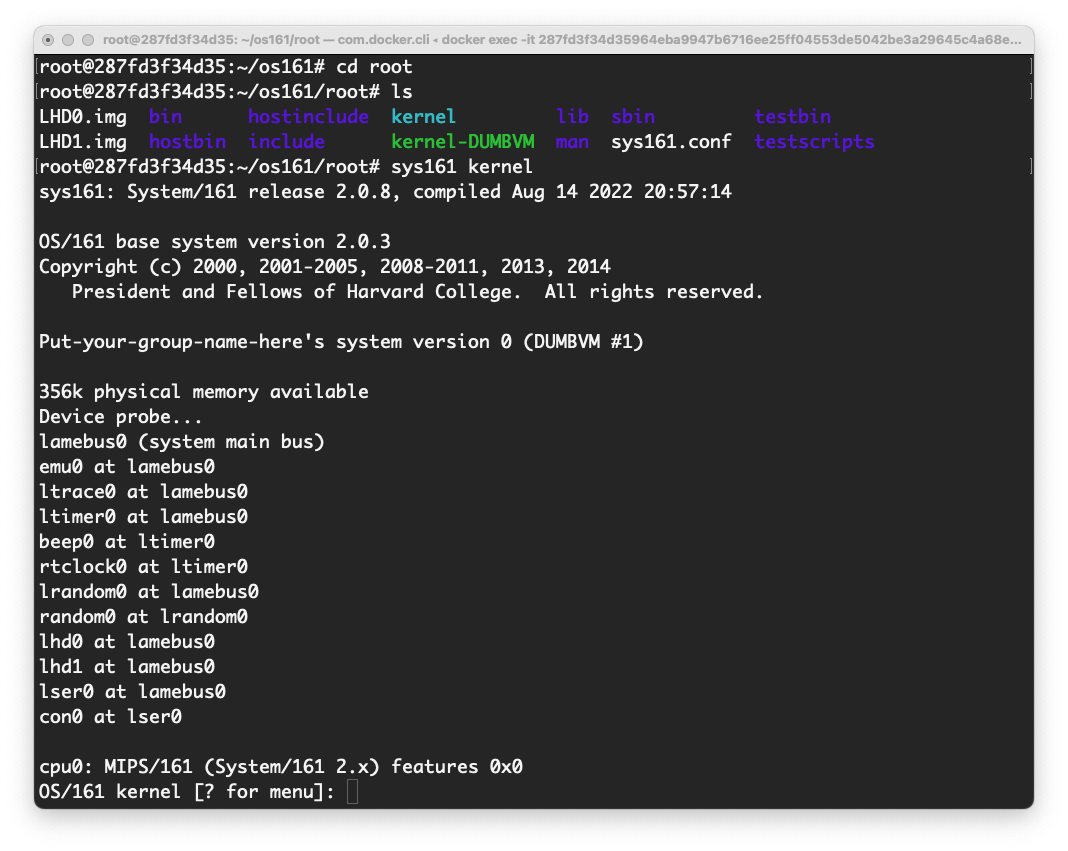 root@287fd3f34d35: ~/os161/root — com.docker.cli ◂ docker exec -it 287fd3f34d35964eba9947b6716ee25ff04553de5042be3a29645c4a68e...
[root@287fd3f34d35:~/os161# cd root ]
[root@287fd3f34d35:~/os161/root# ls ]
LHD0.img bin hostinclude kernel lib sbin testbin
LHD1.img hostbin include kernel-DUMBVM man sys161.conf testscripts
[root@287fd3f34d35:~/os161/root# sys161 kernel ]
sys161: System/161 release 2.0.8, compiled Aug 14 2022 20:57:14
OS/161 base system version 2.0.3
Copyright (c) 2000, 2001-2005, 2008-2011, 2013, 2014
President and Fellows of Harvard College. All rights reserved.
Put-your-group-name-here's system version 0 (DUMBVM #1)
356k physical memory available
Device probe...
lamebus0 (system main bus)
emu0 at lamebus0
ltrace0 at lamebus0
ltimer0 at lamebus0
beep0 at ltimer0
rtclock0 at ltimer0
lrandom0 at lamebus0
random0 at lrandom0
lhd0 at lamebus0
lhd1 at lamebus0
lser0 at lamebus0
con0 at lser0
cpu0: MIPS/161 (System/161 2.x) features 0x0
OS/161 kernel [? for menu]: